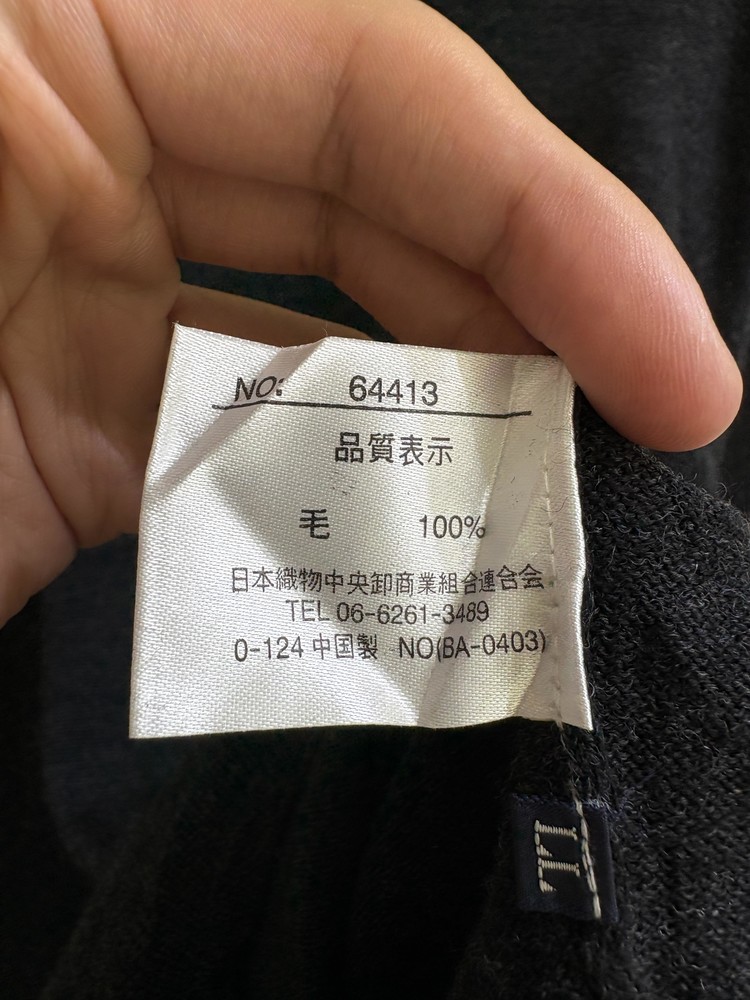 NO: 64413
品質表示
毛 100%
日本織物中央卸商業組合連合会
TEL 06-6261-3489
0-124 中国製 NO(BA-0403)
LL